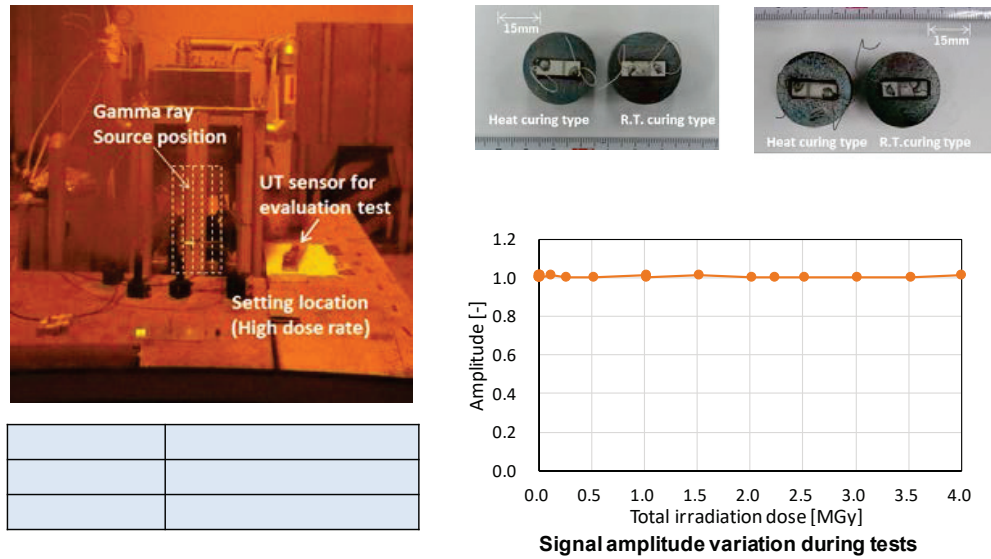 Gamma ray
Source position
UT sensor for
evaluation test
Setting location
(High dose rate)
15mm
Heat curing type
R.T. curing type
15mm
Heat curing type
R.T.curing type
1.2
1.0
0.8
0.6
0.4
0.2
0.0
Amplitude [-]
0.0 0.5 1.0 1.5 2.0 2.5 3.0 3.5 4.0
Total irradiation dose [MGy]
Signal amplitude variation during tests